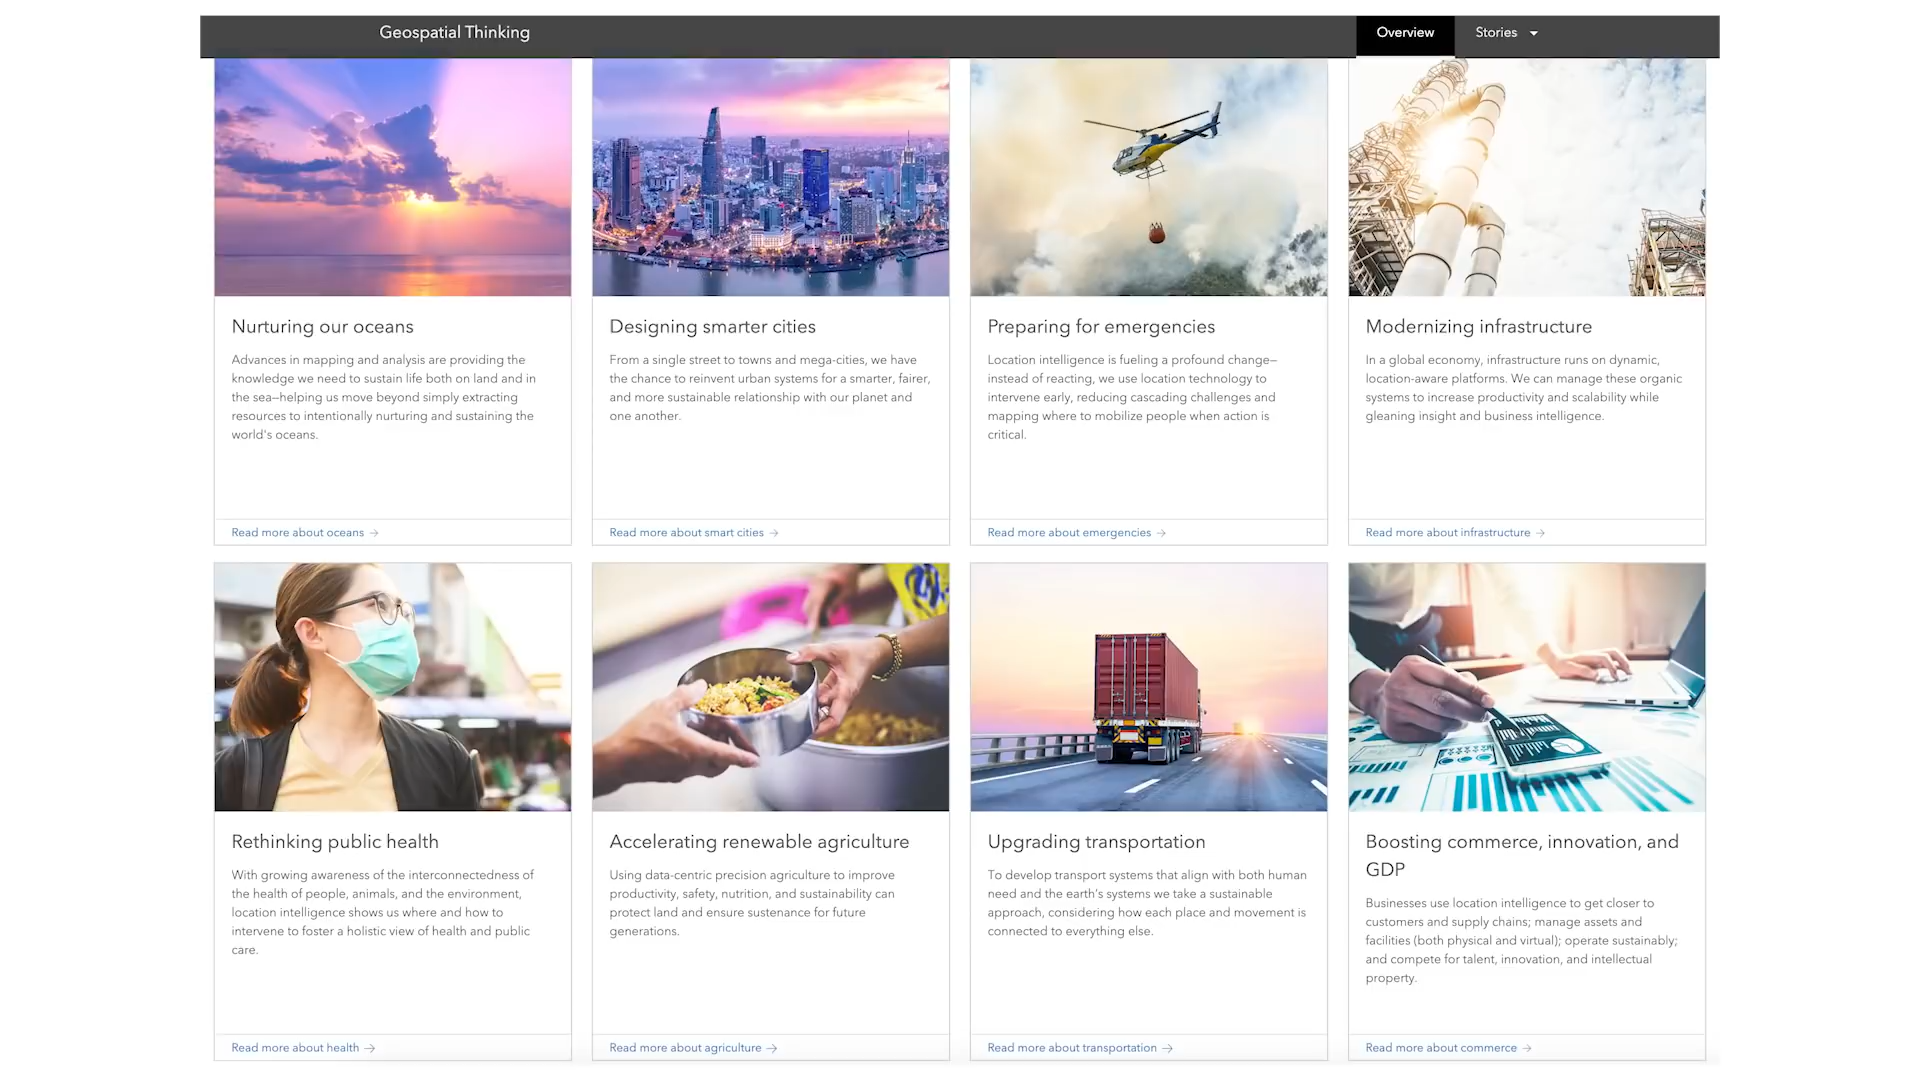 Geospatial Thinking
Overview
Stories
Nurturing our oceans
Advances in mapping and analysis are providing the
knowledge we need to sustain life both on land and in
the sea—helping us move beyond simply extracting
resources to intentionally nurturing and sustaining the
world's oceans.
Read more about oceans →
Designing smarter cities
From a single street to towns and mega-cities, we have
the chance to reinvent urban systems for a smarter, fairer,
and more sustainable relationship with our planet and
one another.
Read more about smart cities →
Preparing for emergencies
Location intelligence is fueling a profound change—
instead of reacting, we use location technology to
intervene early, reducing cascading challenges and
mapping where to mobilize people when action is
critical.
Read more about emergencies →
Modernizing infrastructure
In a global economy, infrastructure runs on dynamic,
location-aware platforms. We can manage these organic
systems to increase productivity and scalability while
gleaning insight and business intelligence.
Read more about infrastructure →
Rethinking public health
With growing awareness of the interconnectedness of
the health of people, animals, and the environment,
location intelligence shows us where and how to
intervene to foster a holistic view of health and public
care.
Read more about health →
Accelerating renewable agriculture
Using data-centric precision agriculture to improve
productivity, safety, nutrition, and sustainability can
protect land and ensure sustenance for future
generations.
Read more about agriculture →
Upgrading transportation
To develop transport systems that align with both human
need and the earth's systems we take a sustainable
approach, considering how each place and movement is
connected to everything else.
Read more about transportation →
Boosting commerce, innovation, and
GDP
Businesses use location intelligence to get closer to
customers and supply chains; manage assets and
facilities (both physical and virtual); operate sustainably;
and compete for talent, innovation, and intellectual
property.
Read more about commerce →